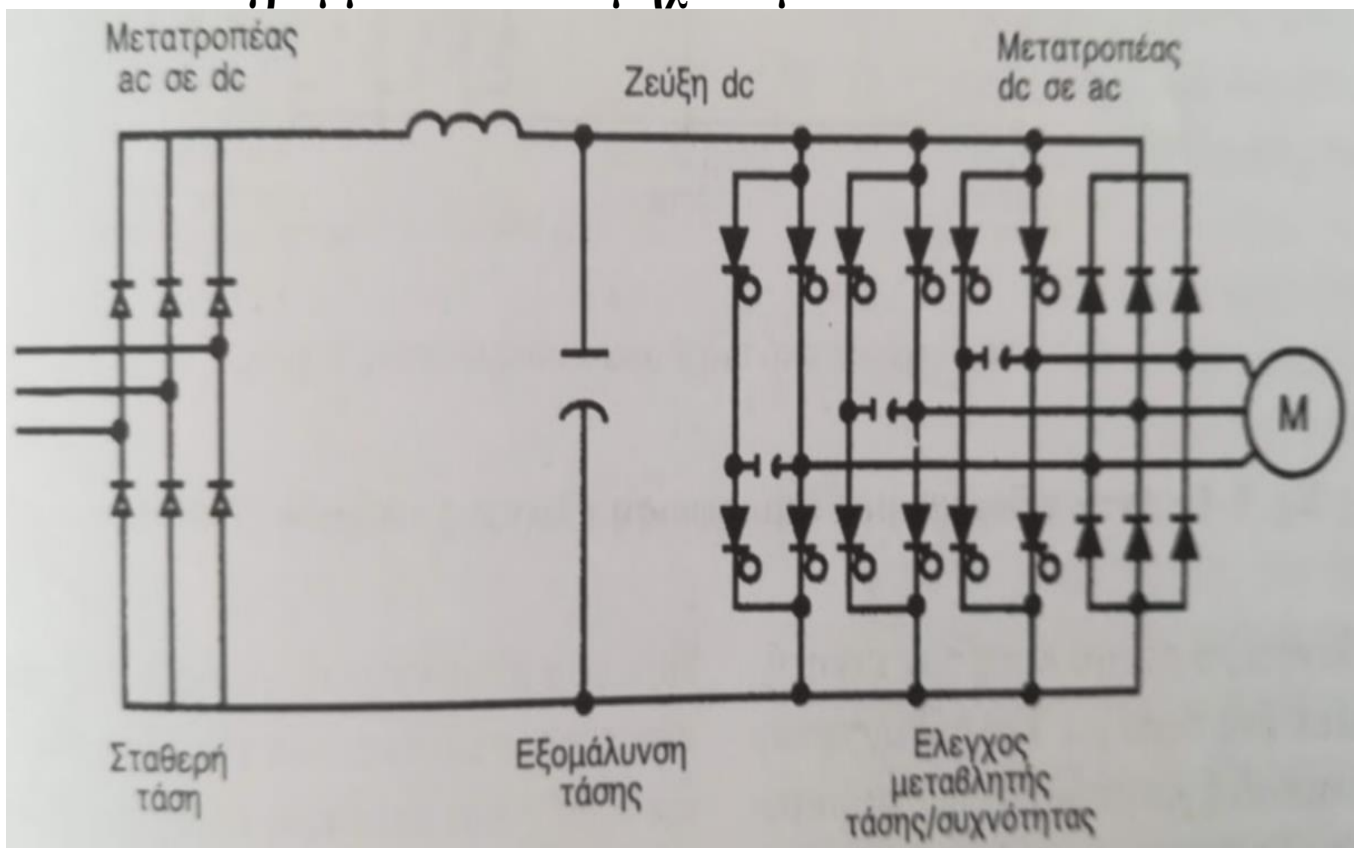 Μετατροπέας
ac σε dc
Ζεύξη dc
Μετατροπέας
dc σε ac
M
Σταθερή
τάση
Εξομάλυνση
τάσης
Ελεγχος
μεταβλητής
τάσης/συχνότητας